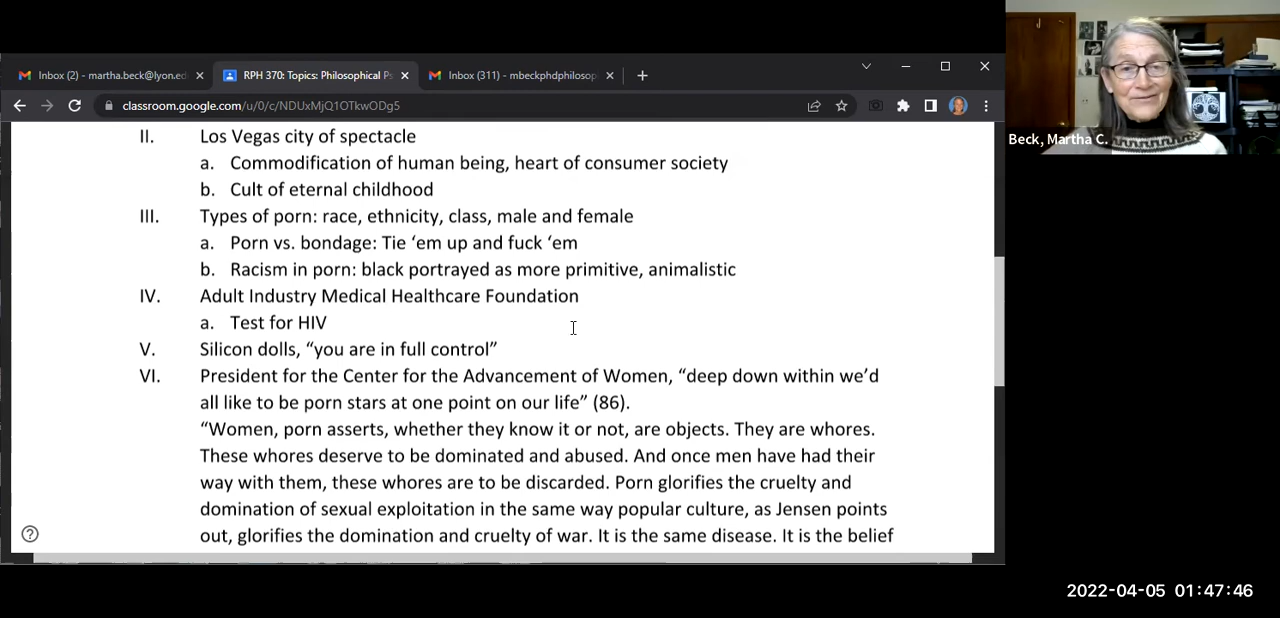 Inbox (2) - martha.beck@lyon.ed
RPH 370: Topics: Philosophical P
Inbox (311) - mbeckphdphilosop
classroom.google.com/u/0/c/NDUxMjQ1OTkwODg5
II. Los Vegas city of spectacle
a. Commodification of human being, heart of consumer society
b. Cult of eternal childhood
III. Types of porn: race, ethnicity, class, male and female
a. Porn vs. bondage: Tie ‘em up and fuck ‘em
b. Racism in porn: black portrayed as more primitive, animalistic
IV. Adult Industry Medical Healthcare Foundation
a. Test for HIV
V. Silicon dolls, “you are in full control”
VI. President for the Center for the Advancement of Women, “deep down within we’d
all like to be porn stars at one point on our life” (86).
“Women, porn asserts, whether they know it or not, are objects. They are whores.
These whores deserve to be dominated and abused. And once men have had their
way with them, these whores are to be discarded. Porn glorifies the cruelty and
domination of sexual exploitation in the same way popular culture, as Jensen points
out, glorifies the domination and cruelty of war. It is the same disease. It is the belief
Beck, Martha C.
2022-04-05 01:47:46